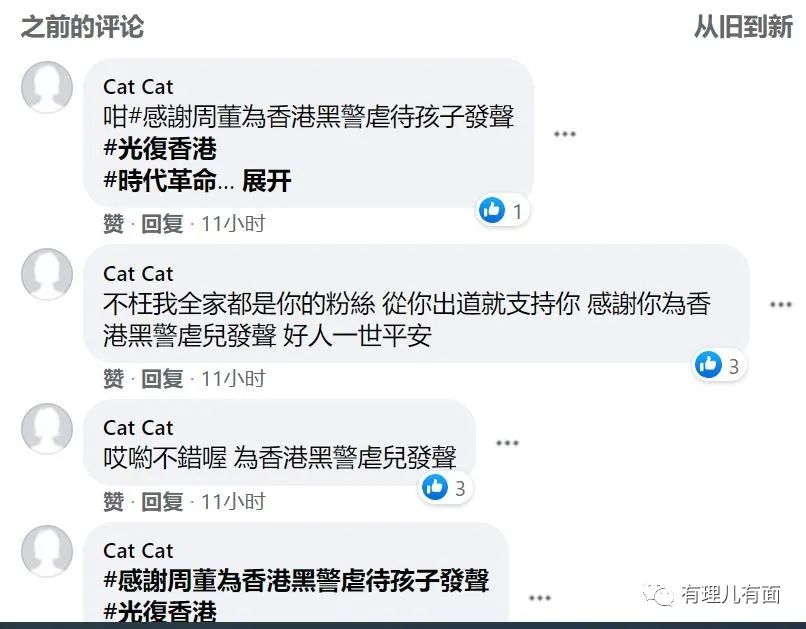 之前的评论
从旧到新
Cat Cat
咁#感謝周董為香港黑警虐待孩子發聲
#光復香港
#時代革命... 展开
1
赞 · 回复 · 11小时
Cat Cat
不枉我全家都是你的粉絲 從你出道就支持你 感謝你為香
港黑警虐兒發聲 好人一世平安
3
赞 · 回复 · 11小时
Cat Cat
哎喲不錯喔 為香港黑警虐兒發聲
3
赞 · 回复 · 11小时
Cat Cat
#感謝周董為香港黑警虐待孩子發聲
#光復香港
有理儿有面